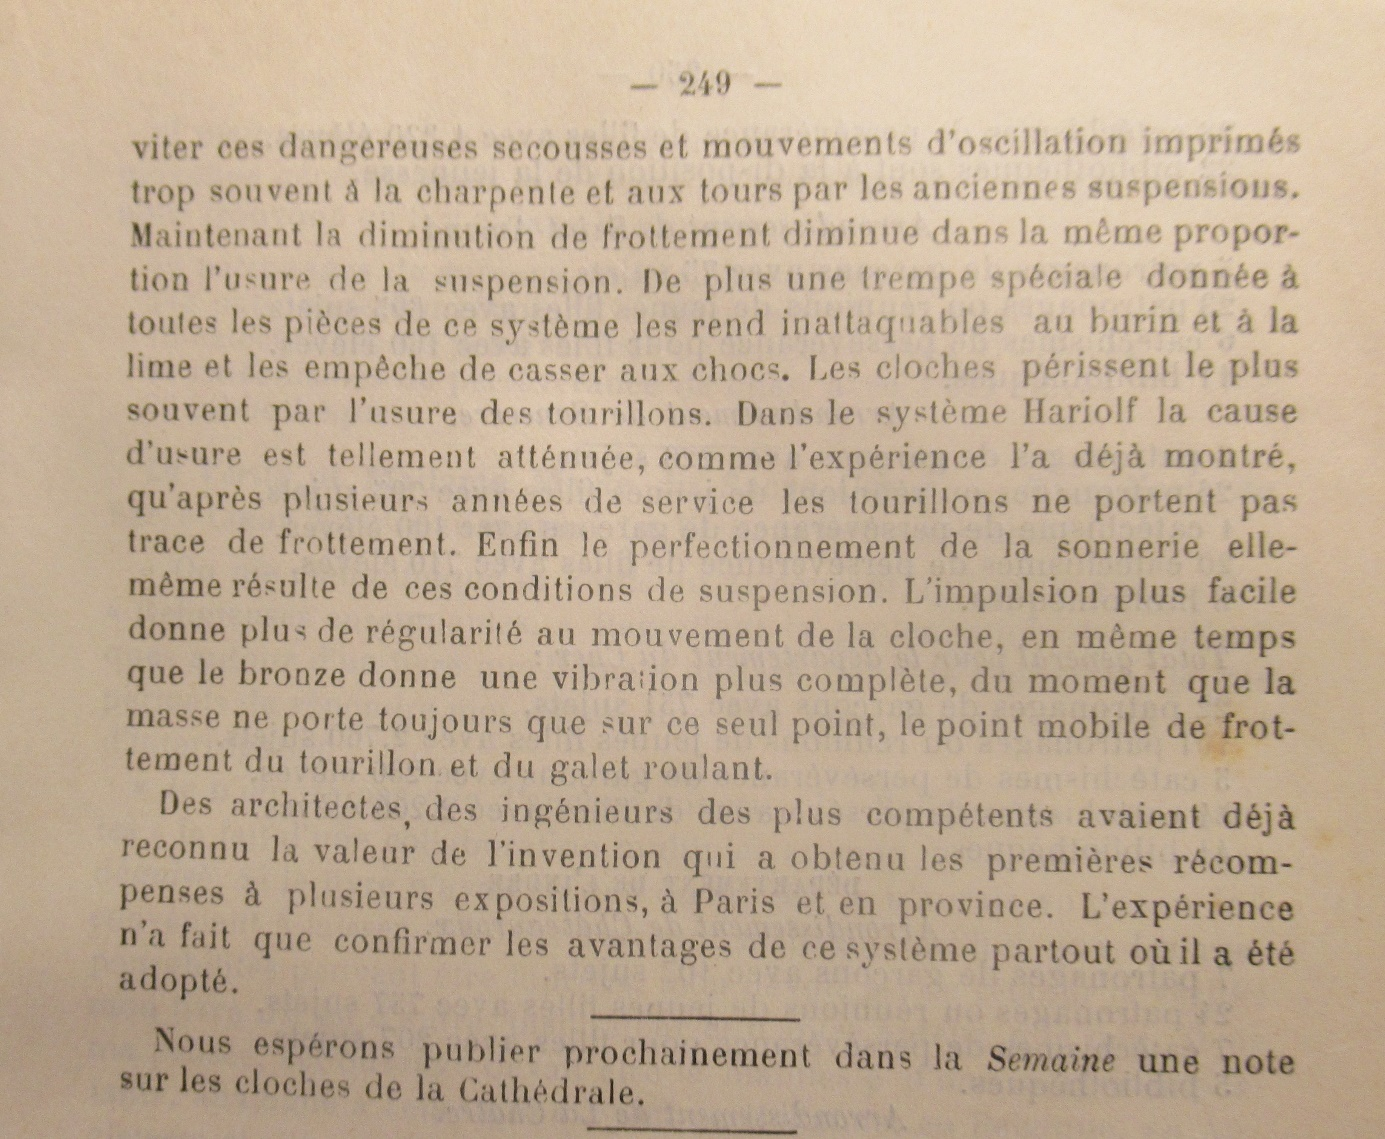 — 249 —
viter ces dangereuses secousses et mouvements d'oscillation imprimés
trop souvent à la charpente et aux tours par les anciennes suspensions.
Maintenant la diminution de frottement diminue dans la même propor-
tion l'usure de la suspension. De plus une trempe spéciale donnée à
toutes les pièces de ce système les rend inattaquables au burin et à la
lime et les empêche de casser aux chocs. Les cloches périssent le plus
souvent par l'usure des tourillons. Dans le système Hariolf la cause
d'usure est tellement atténuée, comme l'expérience l'a déjà montré,
qu'après plusieurs années de service les tourillons ne portent pas
trace de frottement. Enfin le perfectionnement de la sonnerie elle-
même résulte de ces conditions de suspension. L'impulsion plus facile
donne plus de régularité au mouvement de la cloche, en même temps
que le bronze donne une vibration plus complète, du moment que la
masse ne porte toujours que sur ce seul point, le point mobile de frot-
tement du tourillon et du galet roulant.
Des architectes, des ingénieurs des plus compétents avaient déjà
reconnu la valeur de l'invention qui a obtenu les premières récom-
penses à plusieurs expositions, à Paris et en province. L'expérience
n'a fait que confirmer les avantages de ce système partout où il a été
adopté.
Nous espérons publier prochainement dans la Semaine une note
sur les cloches de la Cathédrale.